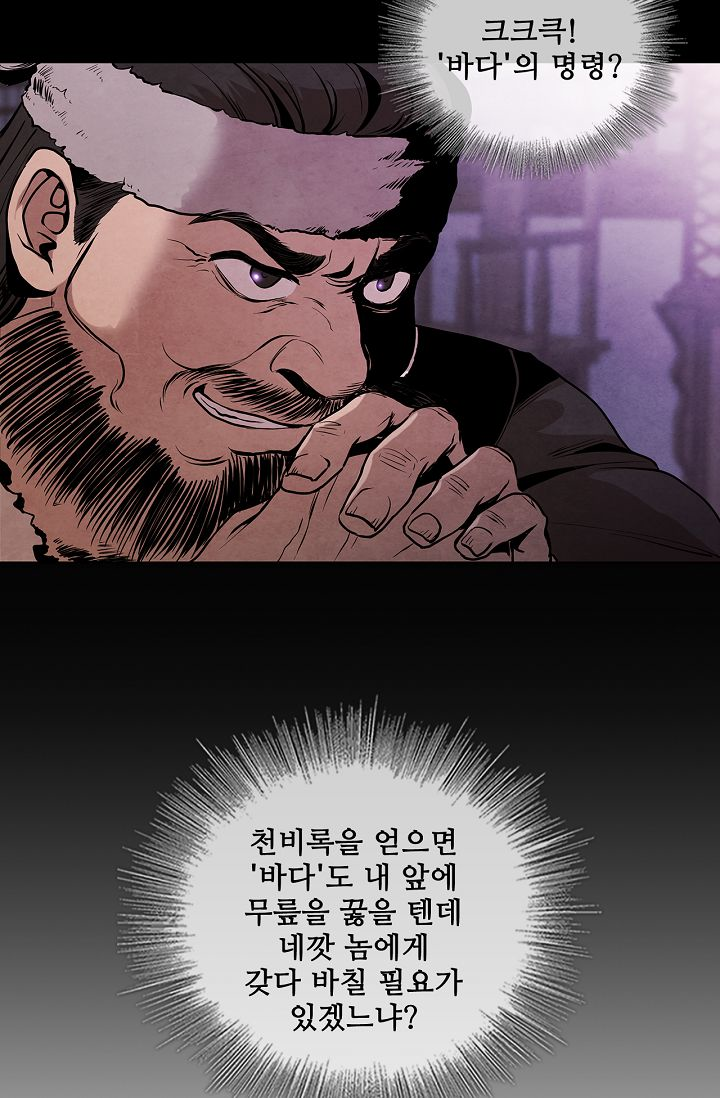 크크큭!
'바다'의 명령?
천비록을 얻으면
'바다'도 내 앞에
무릎을 꿇을 텐데
네깟 놈에게
갖다 바칠 필요가
있겠느냐?